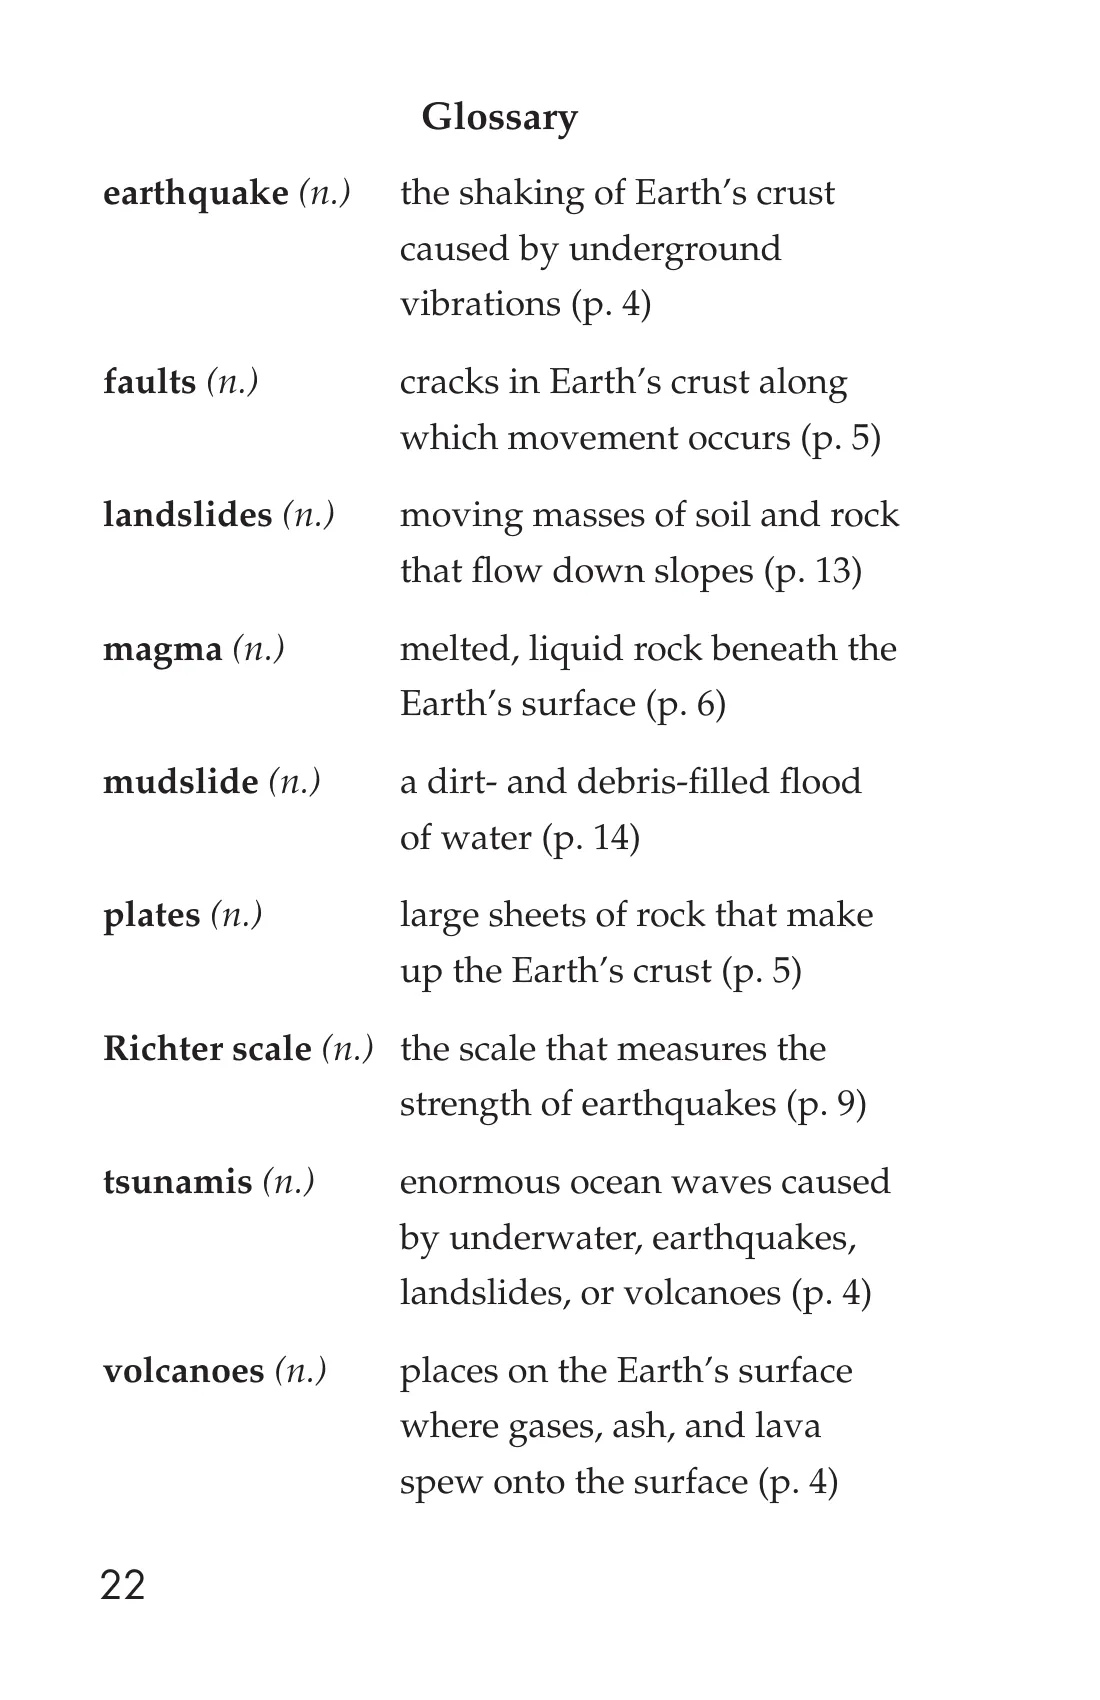 Glossary
earthquake (n.) the shaking of Earth’s crust
caused by underground
vibrations (p. 4)
faults (n.) cracks in Earth’s crust along
which movement occurs (p. 5)
landslides (n.) moving masses of soil and rock
that flow down slopes (p. 13)
magma (n.) melted, liquid rock beneath the
Earth’s surface (p. 6)
mudslide (n.) a dirt- and debris-filled flood
of water (p. 14)
plates (n.) large sheets of rock that make
up the Earth’s crust (p. 5)
Richter scale (n.) the scale that measures the
strength of earthquakes (p. 9)
tsunamis (n.) enormous ocean waves caused
by underwater, earthquakes,
landslides, or volcanoes (p. 4)
volcanoes (n.) places on the Earth’s surface
where gases, ash, and lava
spew onto the surface (p. 4)
22